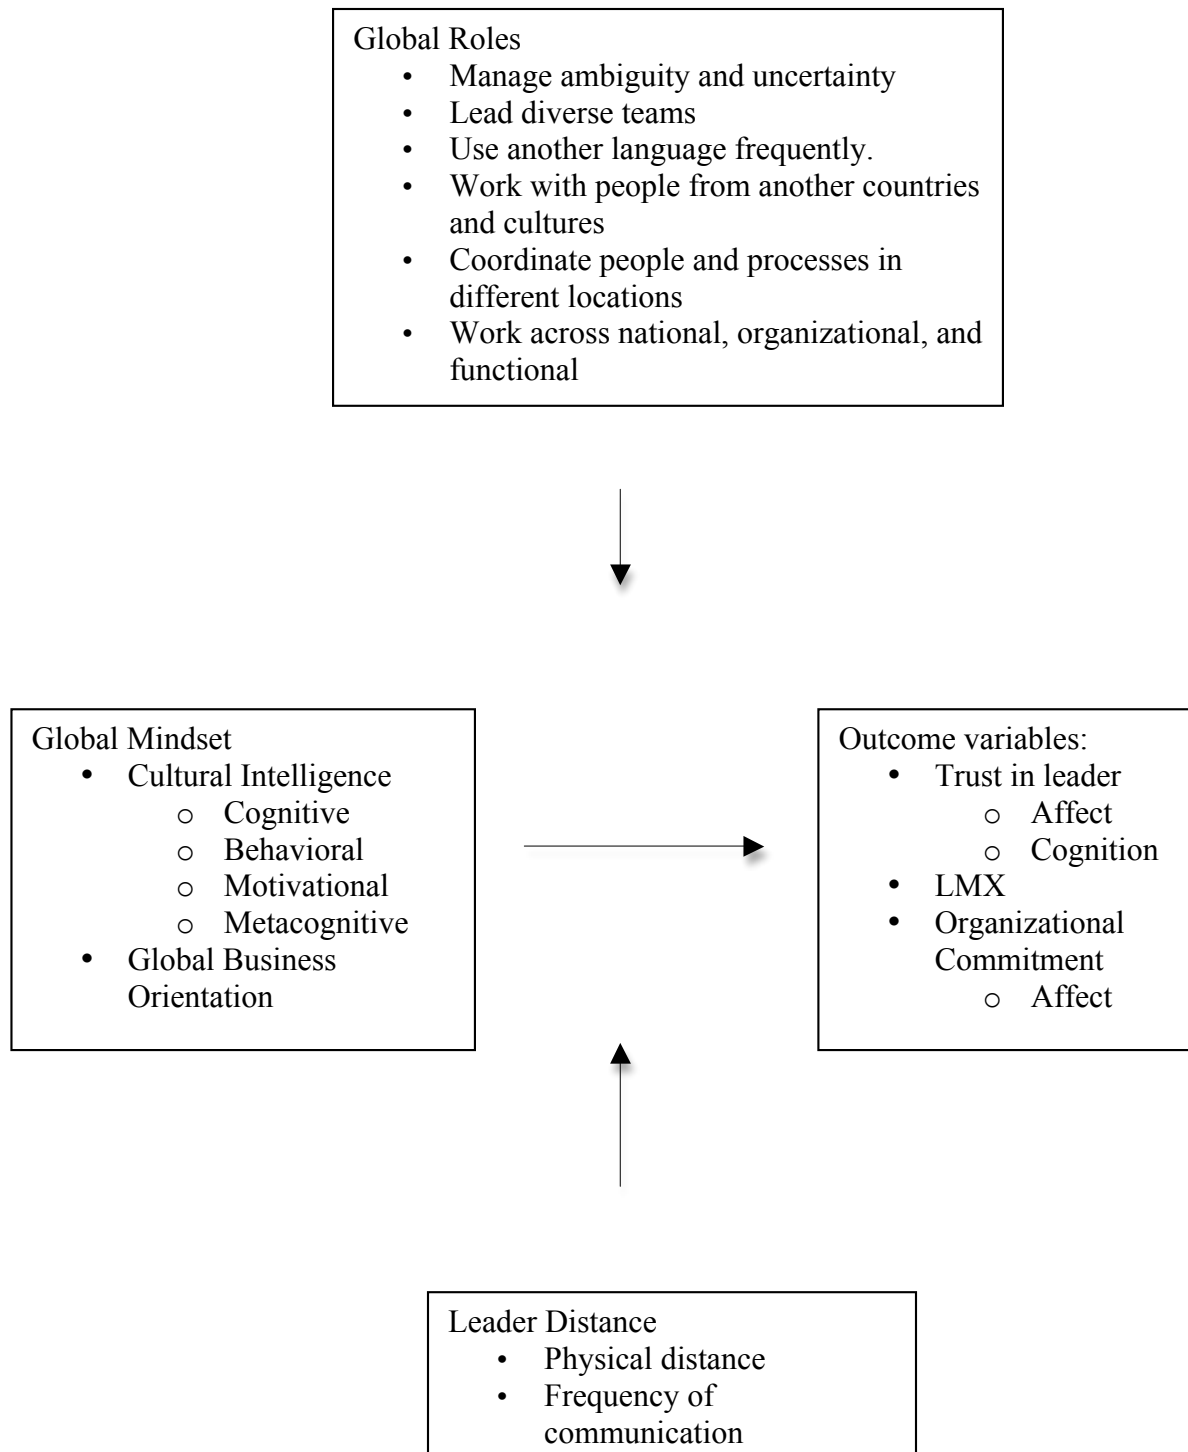 Global Roles
• Manage ambiguity and uncertainty
• Lead diverse teams
• Use another language frequently.
• Work with people from another countries
and cultures
• Coordinate people and processes in
different locations
• Work across national, organizational, and
functional
Global Mindset
• Cultural Intelligence
o Cognitive
o Behavioral
o Motivational
o Metacognitive
• Global Business
Orientation
Outcome variables:
• Trust in leader
o Affect
o Cognition
• LMX
• Organizational
Commitment
o Affect
Leader Distance
• Physical distance
• Frequency of
communication